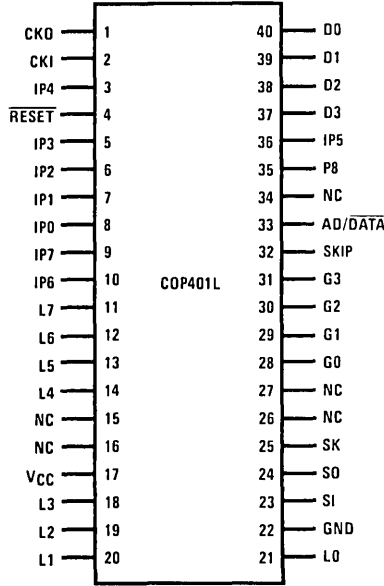 CKO 1 40 D0
CKI 2 39 D1
IP4 3 38 D2
RESET 4 37 D3
IP3 5 36 IP5
IP2 6 35 P8
IP1 7 34 NC
IP0 8 33 AD/DATA
IP7 9 32 SKIP
IP6 10 COP401L 31 G3
L7 11 30 G2
L6 12 29 G1
L5 13 28 G0
L4 14 27 NC
NC 15 26 NC
NC 16 25 SK
VCC 17 24 SO
L3 18 23 SI
L2 19 22 GND
L1 20 21 L0